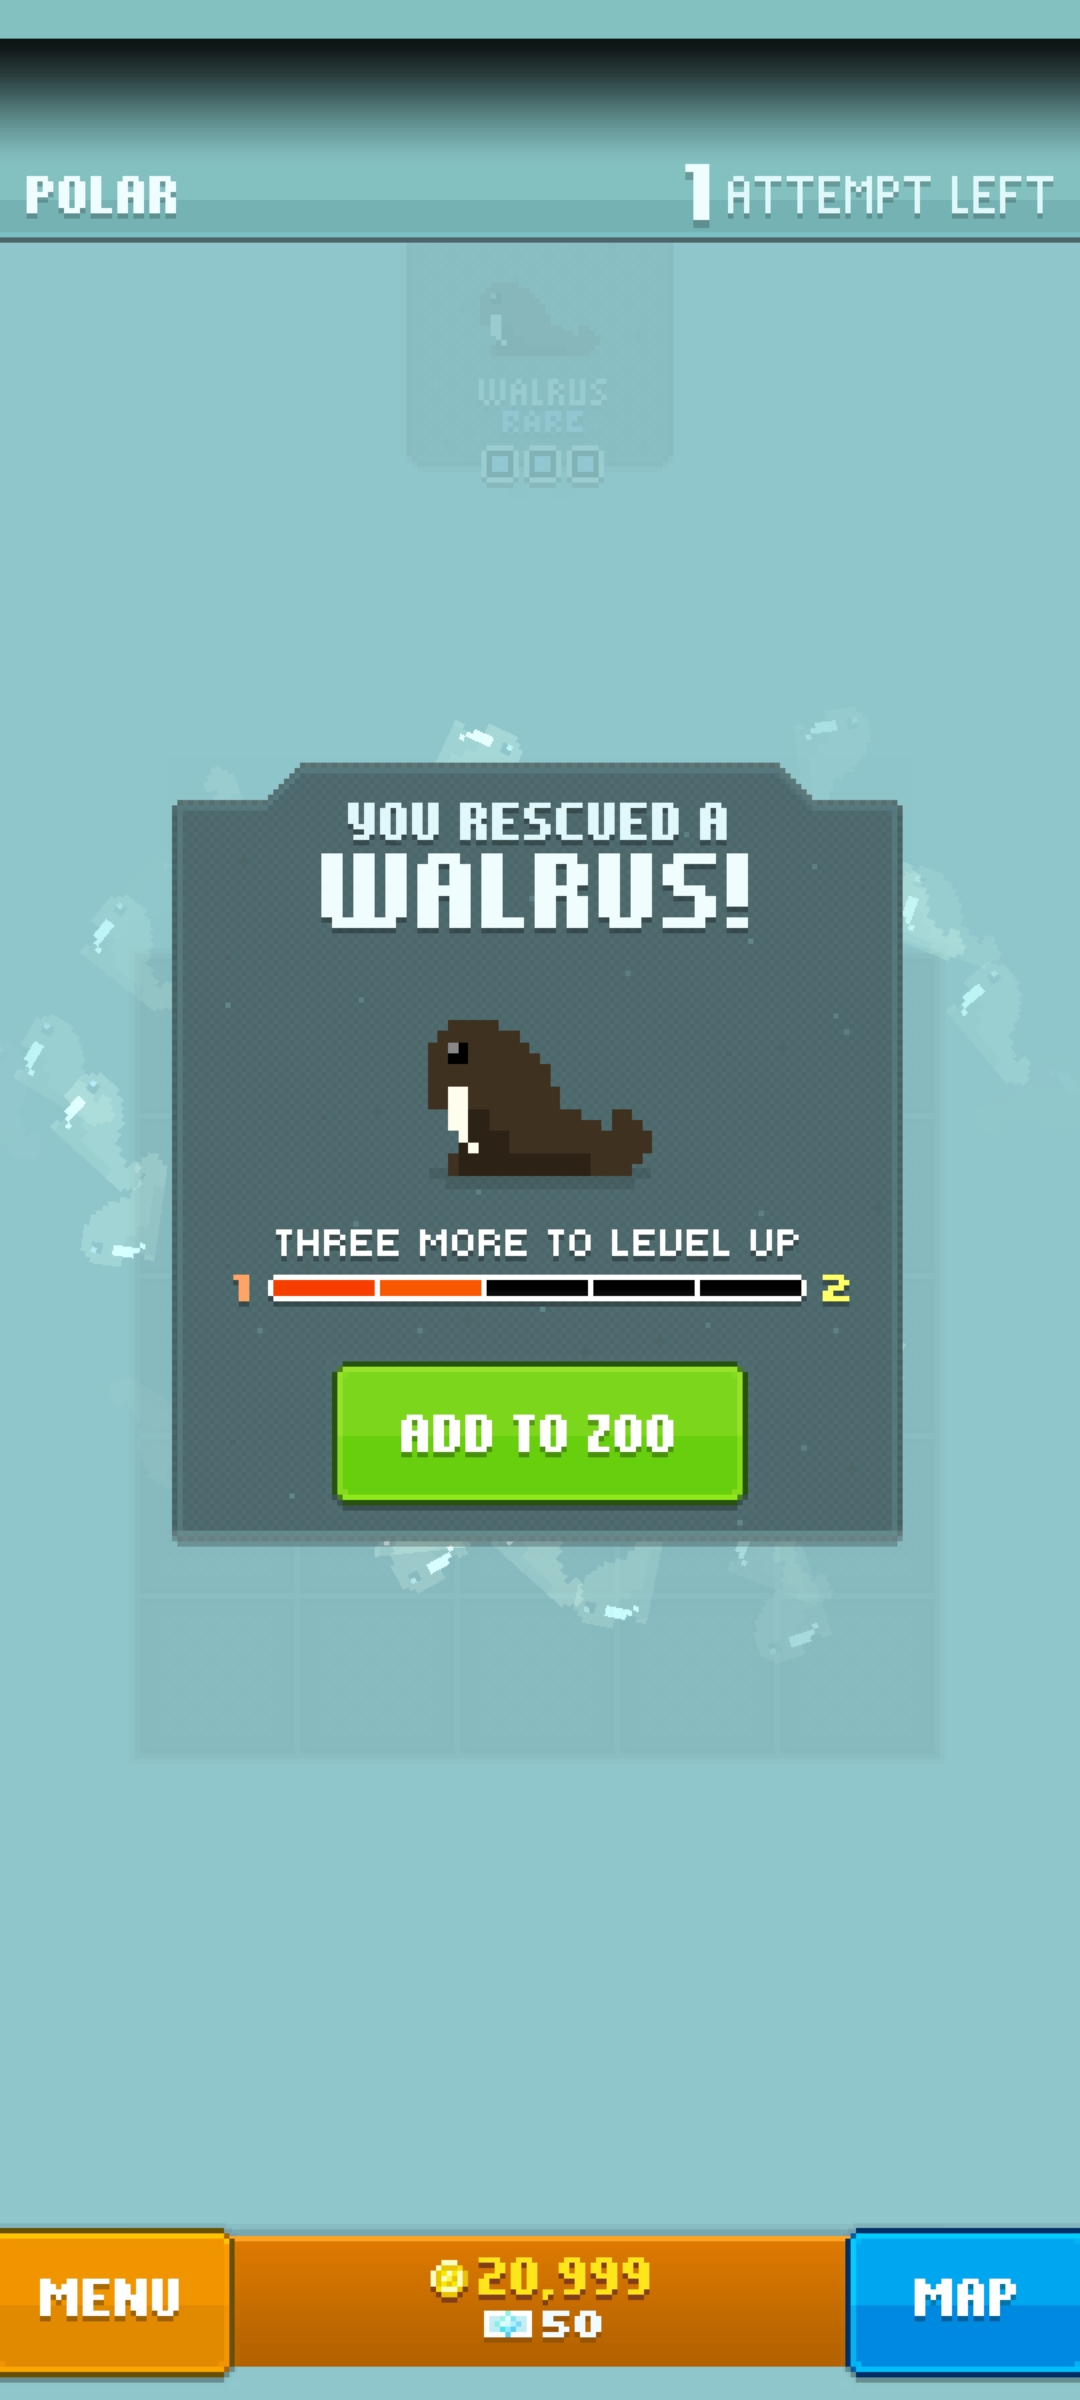 POLAR
1 ATTEMPT LEFT
WALRUS
RARE
YOU RESCUED A
WALRUS!
THREE MORE TO LEVEL UP
1 2
ADD TO ZOO
MENU
20,999
50
MAP